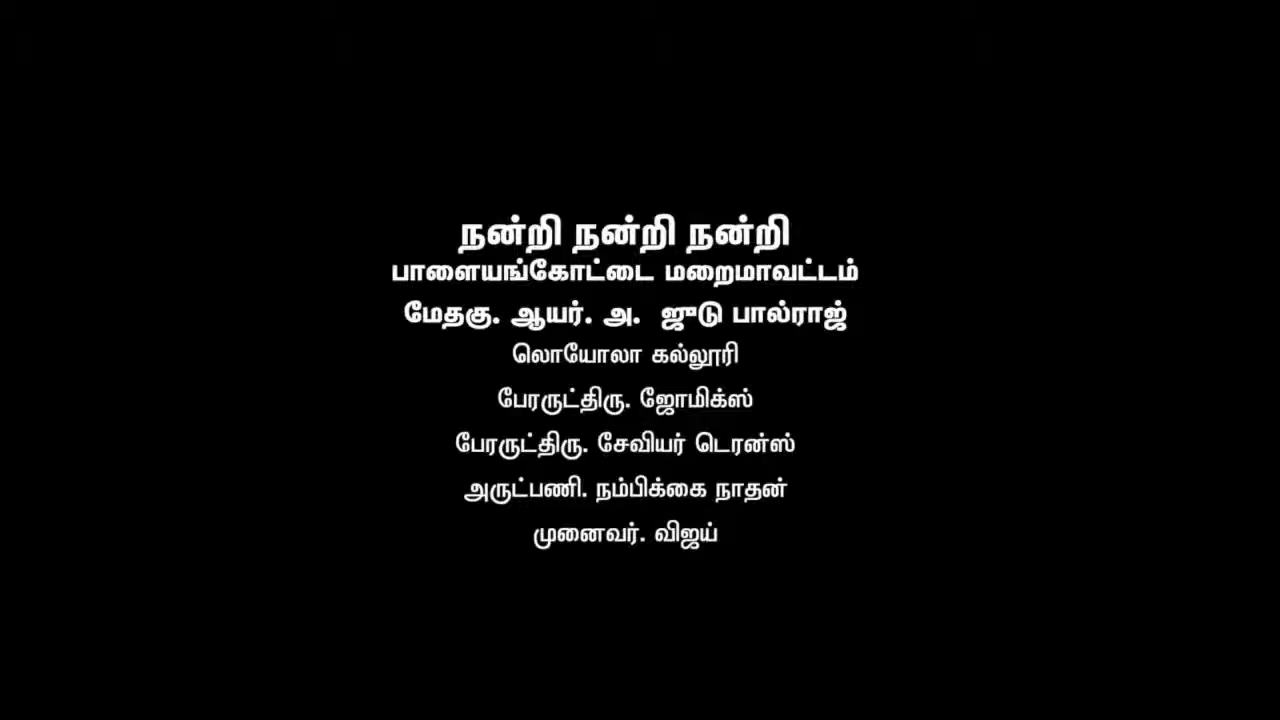 நன்றி நன்றி நன்றி
பாளையங்கோட்டை மறைமாவட்டம்
மேதகு. ஆயர். அ. ஜுடு பால்ராஜ்
லொயோலா கல்லூரி
பேரருட்திரு. ஜோமிக்ஸ்
பேரருட்திரு. சேவியர் டெரன்ஸ்
அருட்பணி. நம்பிக்கை நாதன்
முனைவர். விஜய்